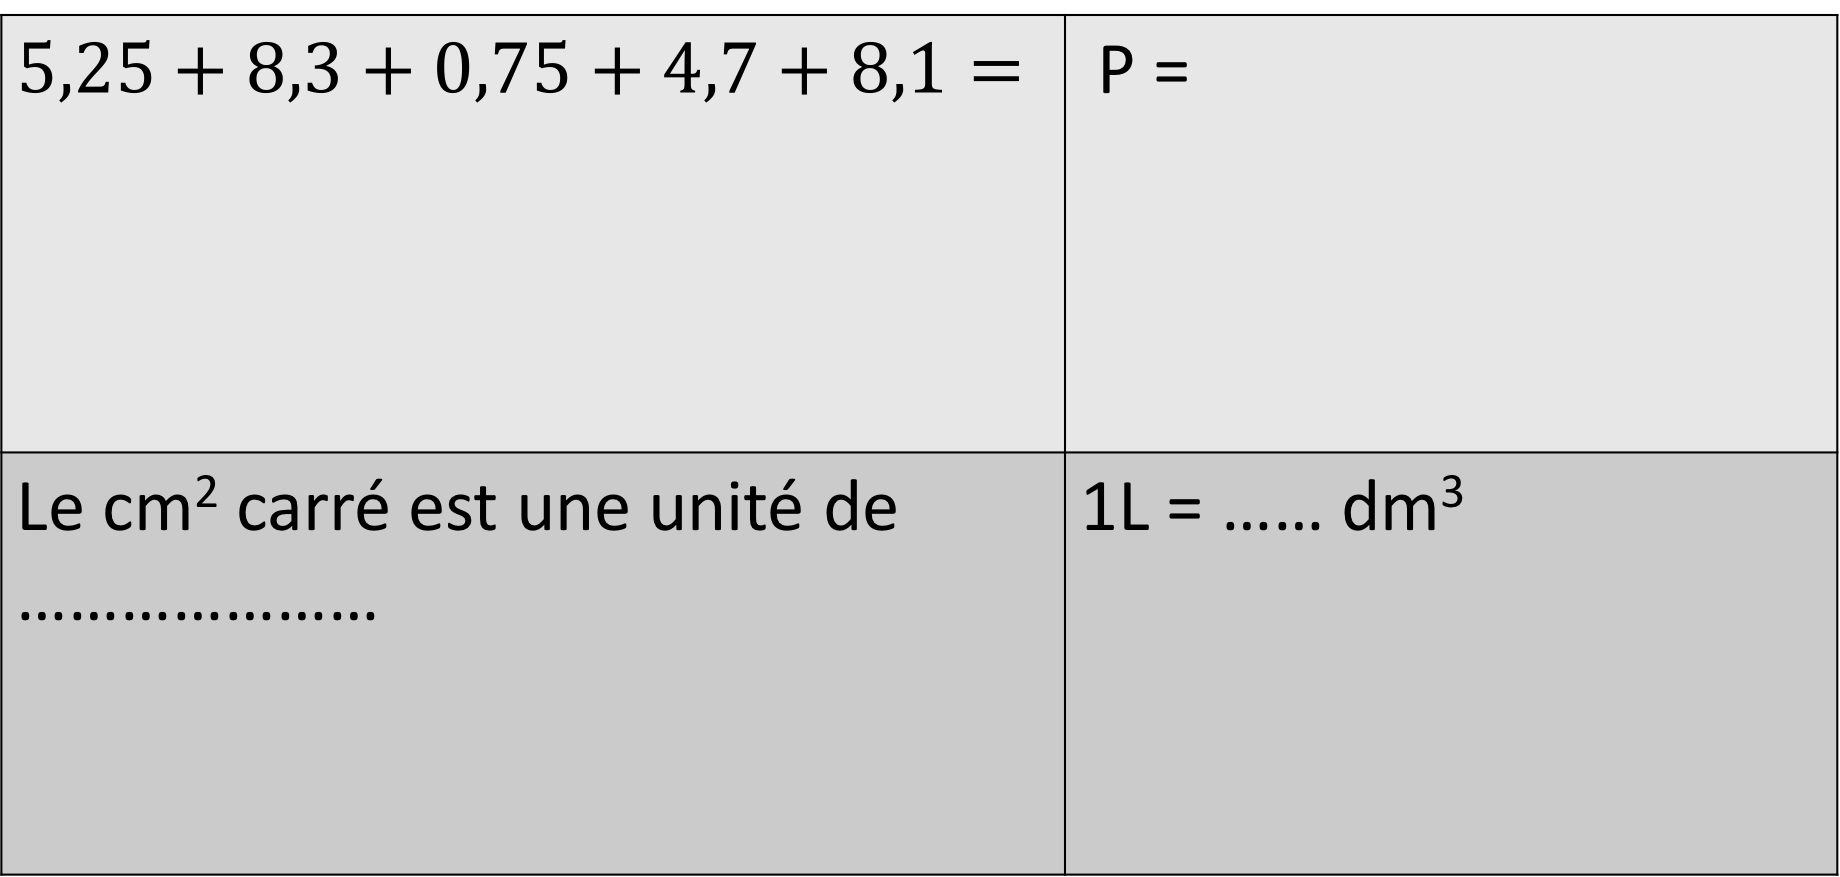 5,25 + 8,3 + 0,75 + 4,7 + 8,1 =
P =
Le cm² carré est une unité de
…………………
1L = …… dm³